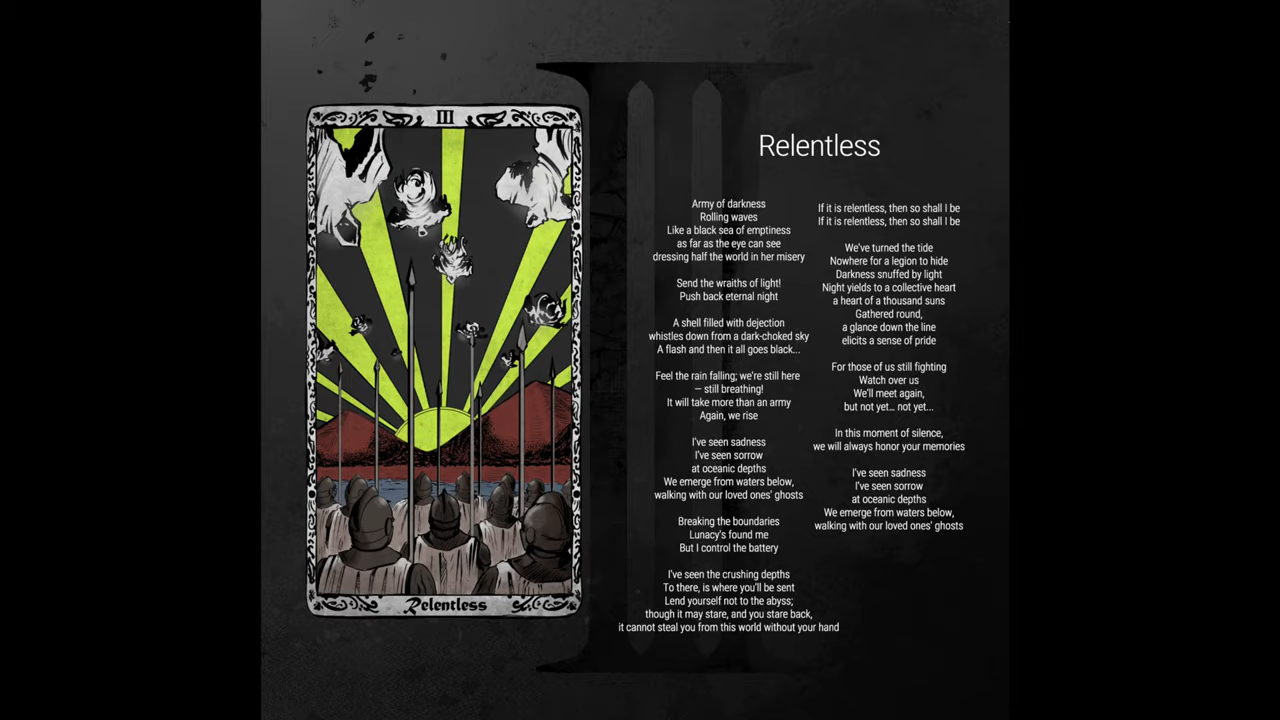 III
Relentless
Relentless
Army of darkness
Rolling waves
Like a black sea of emptiness
as far as the eye can see
dressing half the world in her misery
Send the wraiths of light!
Push back eternal night
A shell filled with dejection
whistles down from a dark-choked sky
A flash and then it all goes black...
Feel the rain falling; we're still here
— still breathing!
It will take more than an army
Again, we rise
I've seen sadness
I've seen sorrow
at oceanic depths
We emerge from waters below,
walking with our loved ones' ghosts
Breaking the boundaries
Lunacy's found me
But I control the battery
I've seen the crushing depths
To there, is where you'll be sent
Lend yourself not to the abyss;
though it may stare, and you stare back,
it cannot steal you from this world without your hand
If it is relentless, then so shall I be
If it is relentless, then so shall I be
We've turned the tide
Nowhere for a legion to hide
Darkness snuffed by light
Night yields to a collective heart
a heart of a thousand suns
Gathered round,
a glance down the line
elicits a sense of pride
For those of us still fighting
Watch over us
We'll meet again,
but not yet... not yet...
In this moment of silence,
we will always honor your memories
I've seen sadness
I've seen sorrow
at oceanic depths
We emerge from waters below,
walking with our loved ones' ghosts